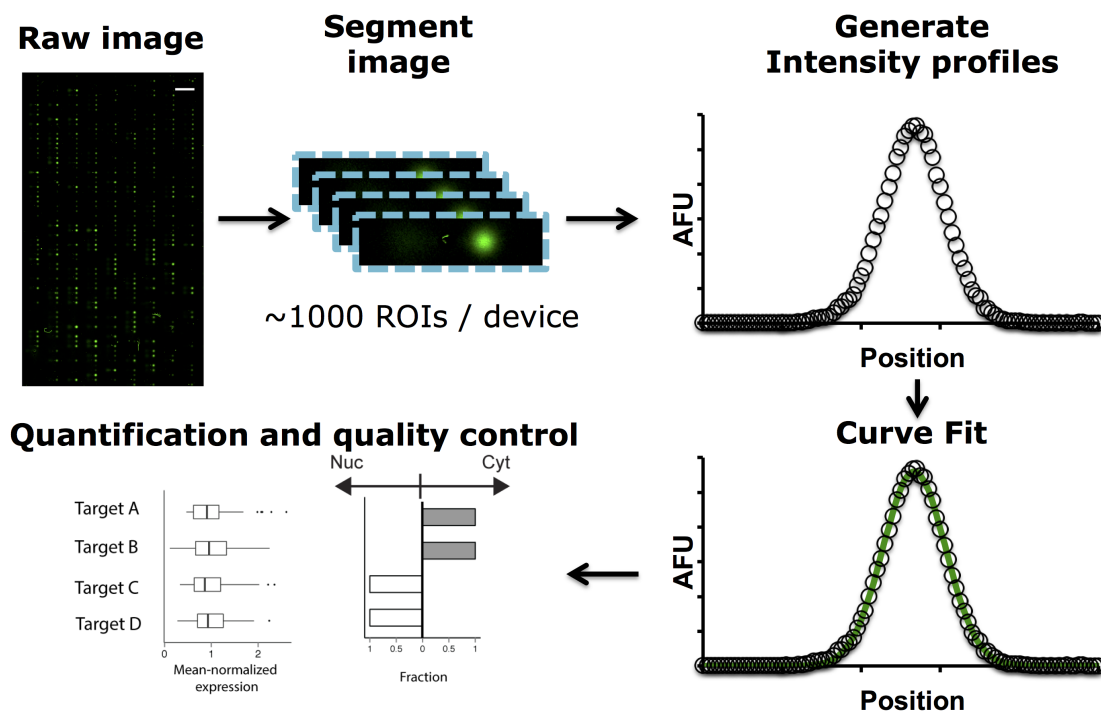 Raw image
Segment
image
Generate
Intensity profiles
~1000 ROIs / device
AFU
Position
Quantification and quality control
Curve Fit
Nuc
Cyt
Target A
Target B
Target C
Target D
0
1
2
Mean-normalized
expression
1 0.5 0 0.5 1
Fraction
AFU
Position